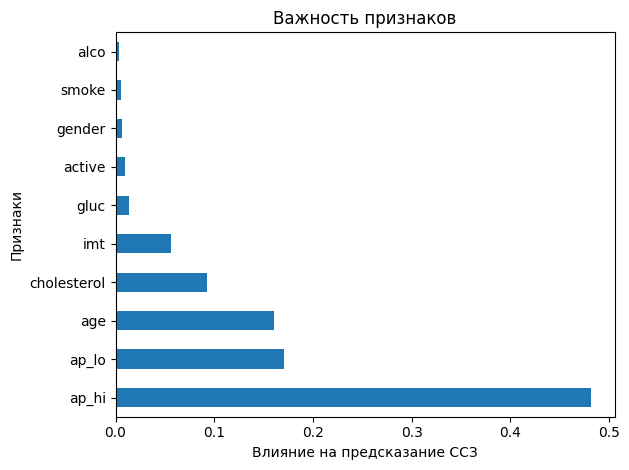 Важность признаков
alco
smoke
gender
active
gluc
imt
cholesterol
age
ap_lo
ap_hi
Признаки
0.0 0.1 0.2 0.3 0.4 0.5
Влияние на предсказание ССЗ